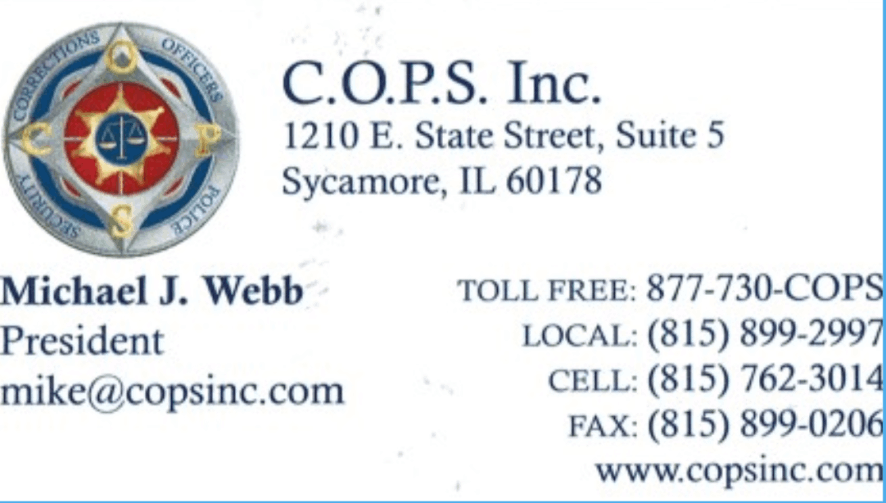 CORRECTIONS OFFICERS
C O P S
SECURITY POLICE
C.O.P.S. Inc.
1210 E. State Street, Suite 5
Sycamore, IL 60178
Michael J. Webb
President
mike@copsinc.com
TOLL FREE: 877-730-COPS
LOCAL: (815) 899-2997
CELL: (815) 762-3014
FAX: (815) 899-0206
www.copsinc.com